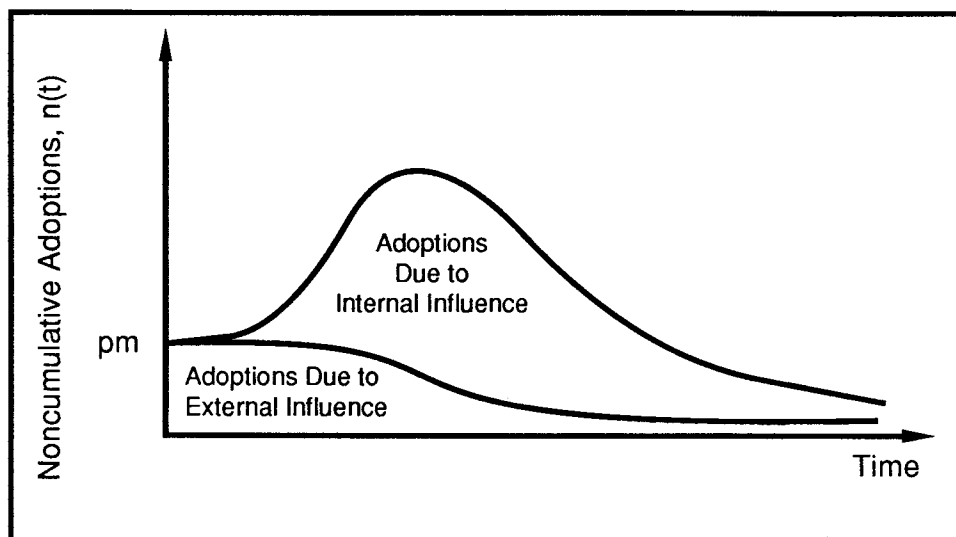 Noncumulative Adoptions, n(t)
Adoptions
Due to
Internal Influence
pm
Adoptions Due to
External Influence
Time